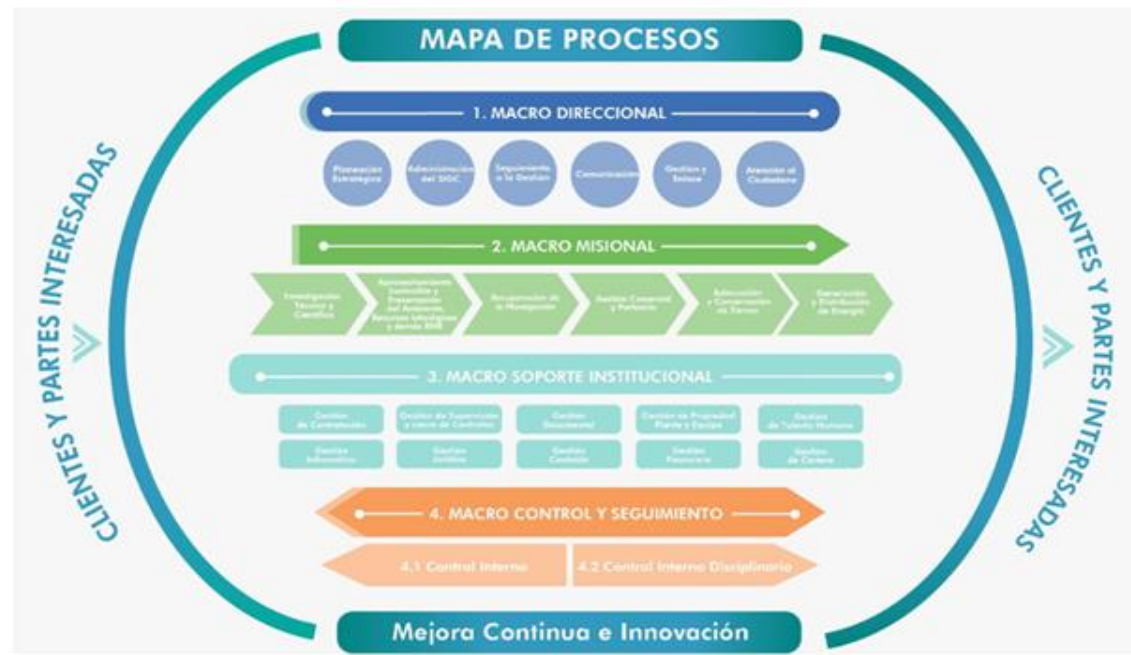 MAPA DE PROCESOS
CLIENTES Y PARTES INTERESADAS
1. MACRO DIRECCIONAL
Planeación
Estratégica
Administración
del SIGC
Seguimiento
a la Gestión
Comunicación
Gestión y
Enlace
Atención al
Ciudadano
2. MACRO MISIONAL
Investigación
Técnica y
Científica
Aprovechamiento
Sostenible y
Preservación
del Ambiente,
Recursos
y demás RNR
Recuperación de
la Navegación
Gestión Comercial
y Portuaria
Adecuación
y Conservación
de Tierras
Generación
y Distribución
de Energía
3. MACRO SOPORTE INSTITUCIONAL
Gestión
de Contratación
Gestión de Supervisión
y cierre de Contratos
Gestión
Documental
Gestión de Propiedad
Planta y Equipo
Gestión
de Talento Humano
Gestión
Informática
Gestión
Jurídica
Gestión
Gestión
Financiera
Gestión
de Cartera
4. MACRO CONTROL Y SEGUIMIENTO
4.1 Control Interno
4.2 Control Interno Disciplinario
CLIENTES Y PARTES INTERESADAS
Mejora Continua e Innovación